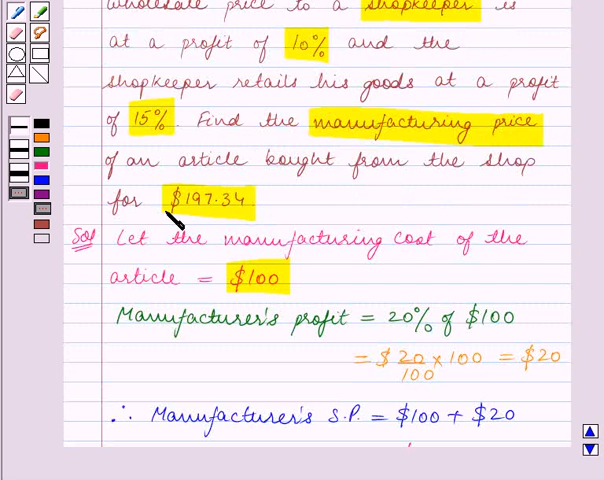 wholesale price to a shopkeeper is
at a profit of 10% and the
shopkeeper retails his goods at a profit
of 15%. Find the manufacturing price
of an article bought from the shop
for $197.34.
Sol Let the manufacturing cost of the
article = $100
Manufacturer's profit = 20% of $100
= $ 20/100 × 100 = $20
∴ Manufacturer's S.P. = $100 + $20